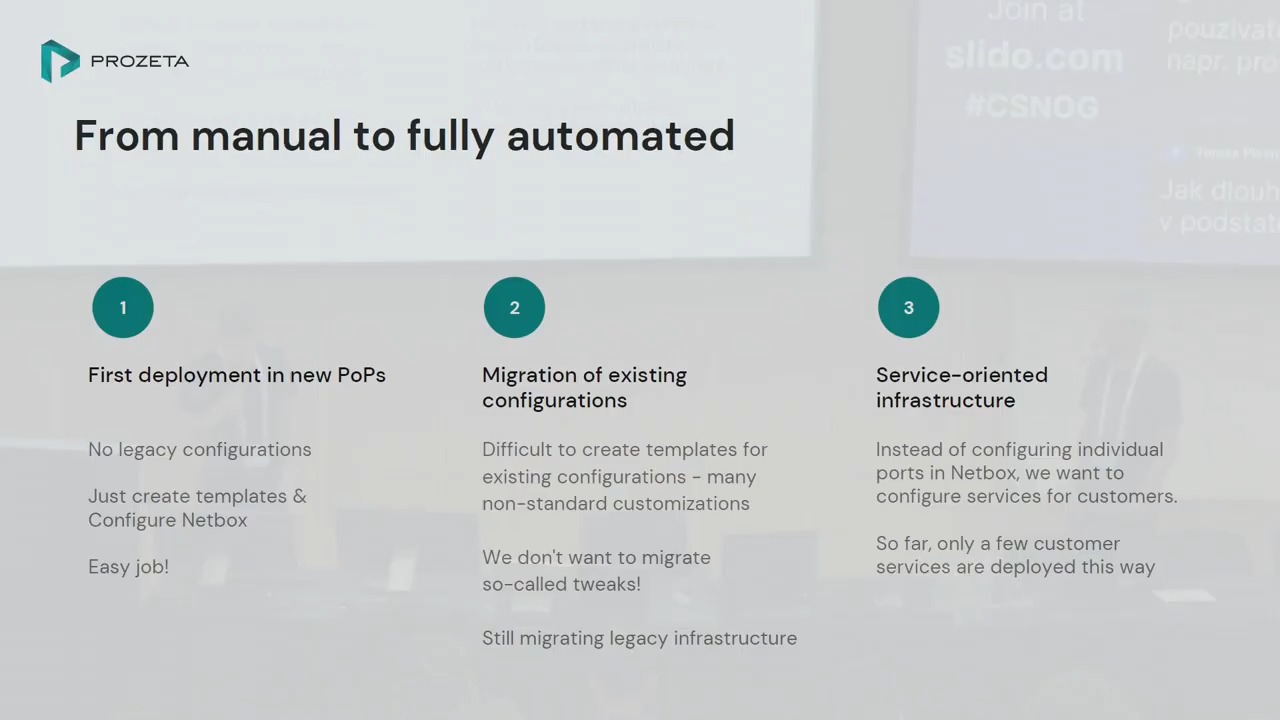 PROZETA
From manual to fully automated
1
First deployment in new PoPs
No legacy configurations
Just create templates &
Configure Netbox
Easy job!
2
Migration of existing
configurations
Difficult to create templates for
existing configurations - many
non-standard customizations
We don't want to migrate
so-called tweaks!
Still migrating legacy infrastructure
3
Service-oriented
infrastructure
Instead of configuring individual
ports in Netbox, we want to
configure services for customers.
So far, only a few customer
services are deployed this way
Join at
slido.com
#CSNOG
napr.
Jak
v